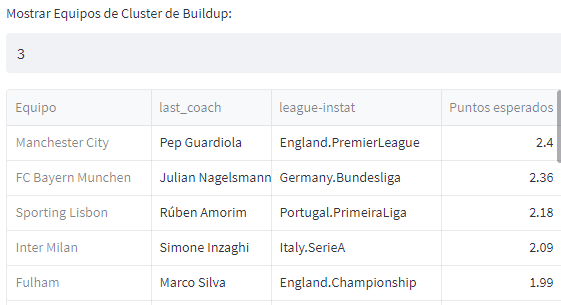 Mostrar Equipos de Cluster de Buildup:
3
Equipo last_coach league-instat Puntos esperados
Manchester City Pep Guardiola England.PremierLeague 2.4
FC Bayern Munchen Julian Nagelsmann Germany.Bundesliga 2.36
Sporting Lisbon Rúben Amorim Portugal.PrimeiraLiga 2.18
Inter Milan Simone Inzaghi Italy.SerieA 2.09
Fulham Marco Silva England.Championship 1.99